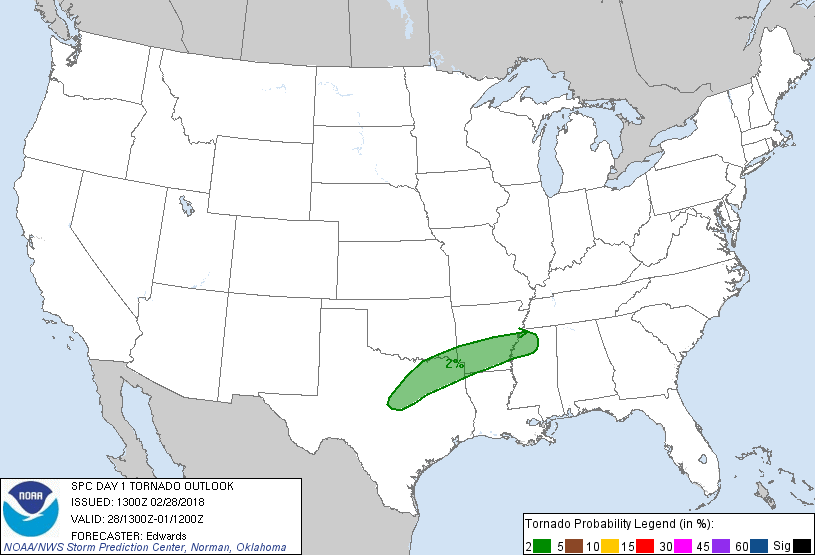 2%
NOAA
SPC DAY 1 TORNADO OUTLOOK
ISSUED: 1300Z 02/28/2018
VALID: 28/1300Z-01/1200Z
FORECASTER: Edwards
NOAA/NWS Storm Prediction Center, Norman, Oklahoma
Tornado Probability Legend (in %):
2 5 10 15 30 45 60 Sig